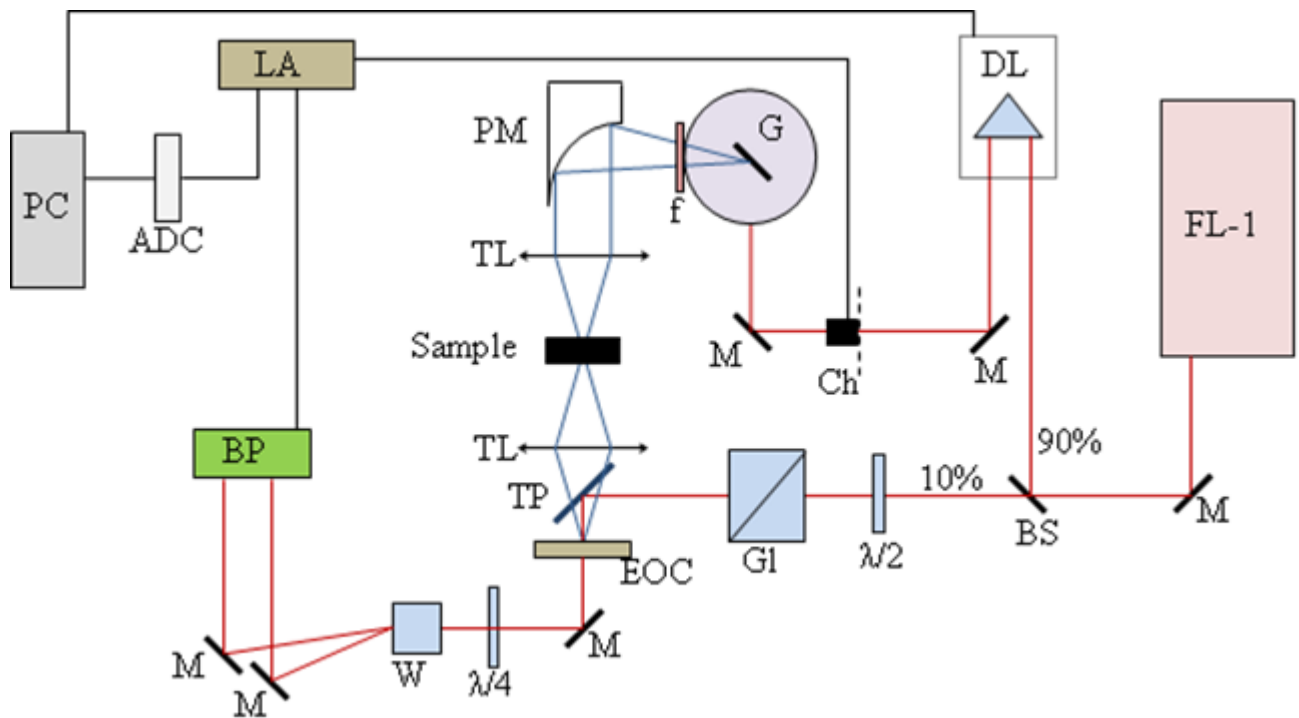 LA
DL
PM
G
PC
ADC
f
FL-1
TL
Sample
M
Ch
M
BP
TL
90%
TP
10%
M
BS
Gl
λ/2
EOC
M
M
W
λ/4
M